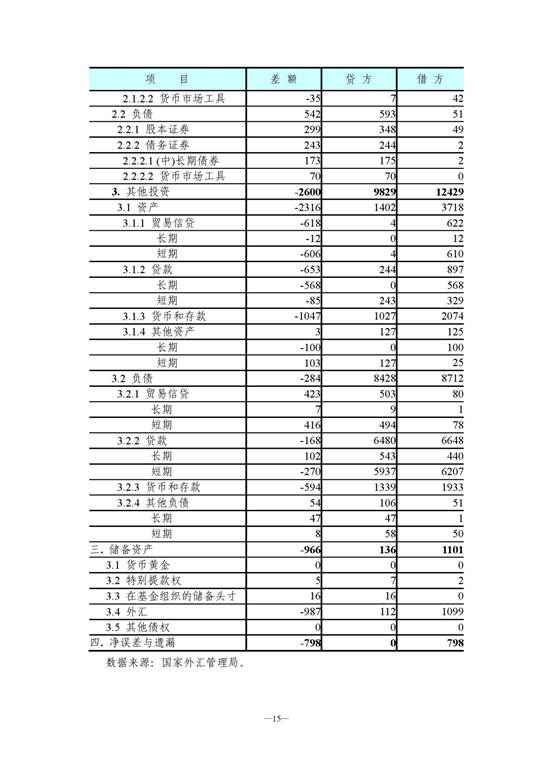 项 目 差 额 贷 方 借 方
2.1.2.2 货币市场工具 -35 7 42
2.2 负债 542 593 51
2.2.1 股本证券 299 348 49
2.2.2 债务证券 243 244 2
2.2.2.1 (中)长期债券 173 175 2
2.2.2.2 货币市场工具 70 70 0
3. 其他投资 -2600 9829 12429
3.1 资产 -2316 1402 3718
3.1.1 贸易信贷 -618 4 622
长期 -12 0 12
短期 -606 4 610
3.1.2 贷款 -653 244 897
长期 -568 0 568
短期 -85 243 329
3.1.3 货币和存款 -1047 1027 2074
3.1.4 其他资产 3 127 125
长期 -100 0 100
短期 103 127 25
3.2 负债 -284 8428 8712
3.2.1 贸易信贷 423 503 80
长期 7 9 1
短期 416 494 78
3.2.2 贷款 -168 6480 6648
长期 102 543 440
短期 -270 5937 6207
3.2.3 货币和存款 -594 1339 1933
3.2.4 其他负债 54 106 51
长期 47 47 1
短期 8 58 50
三. 储备资产 -966 136 1101
3.1 货币黄金 0 0 0
3.2 特别提款权 5 7 2
3.3 在基金组织的储备头寸 16 16 0
3.4 外汇 -987 112 1099
3.5 其他债权 0 0 0
四. 净误差与遗漏 -798 0 798
数据来源：国家外汇管理局。
—15—